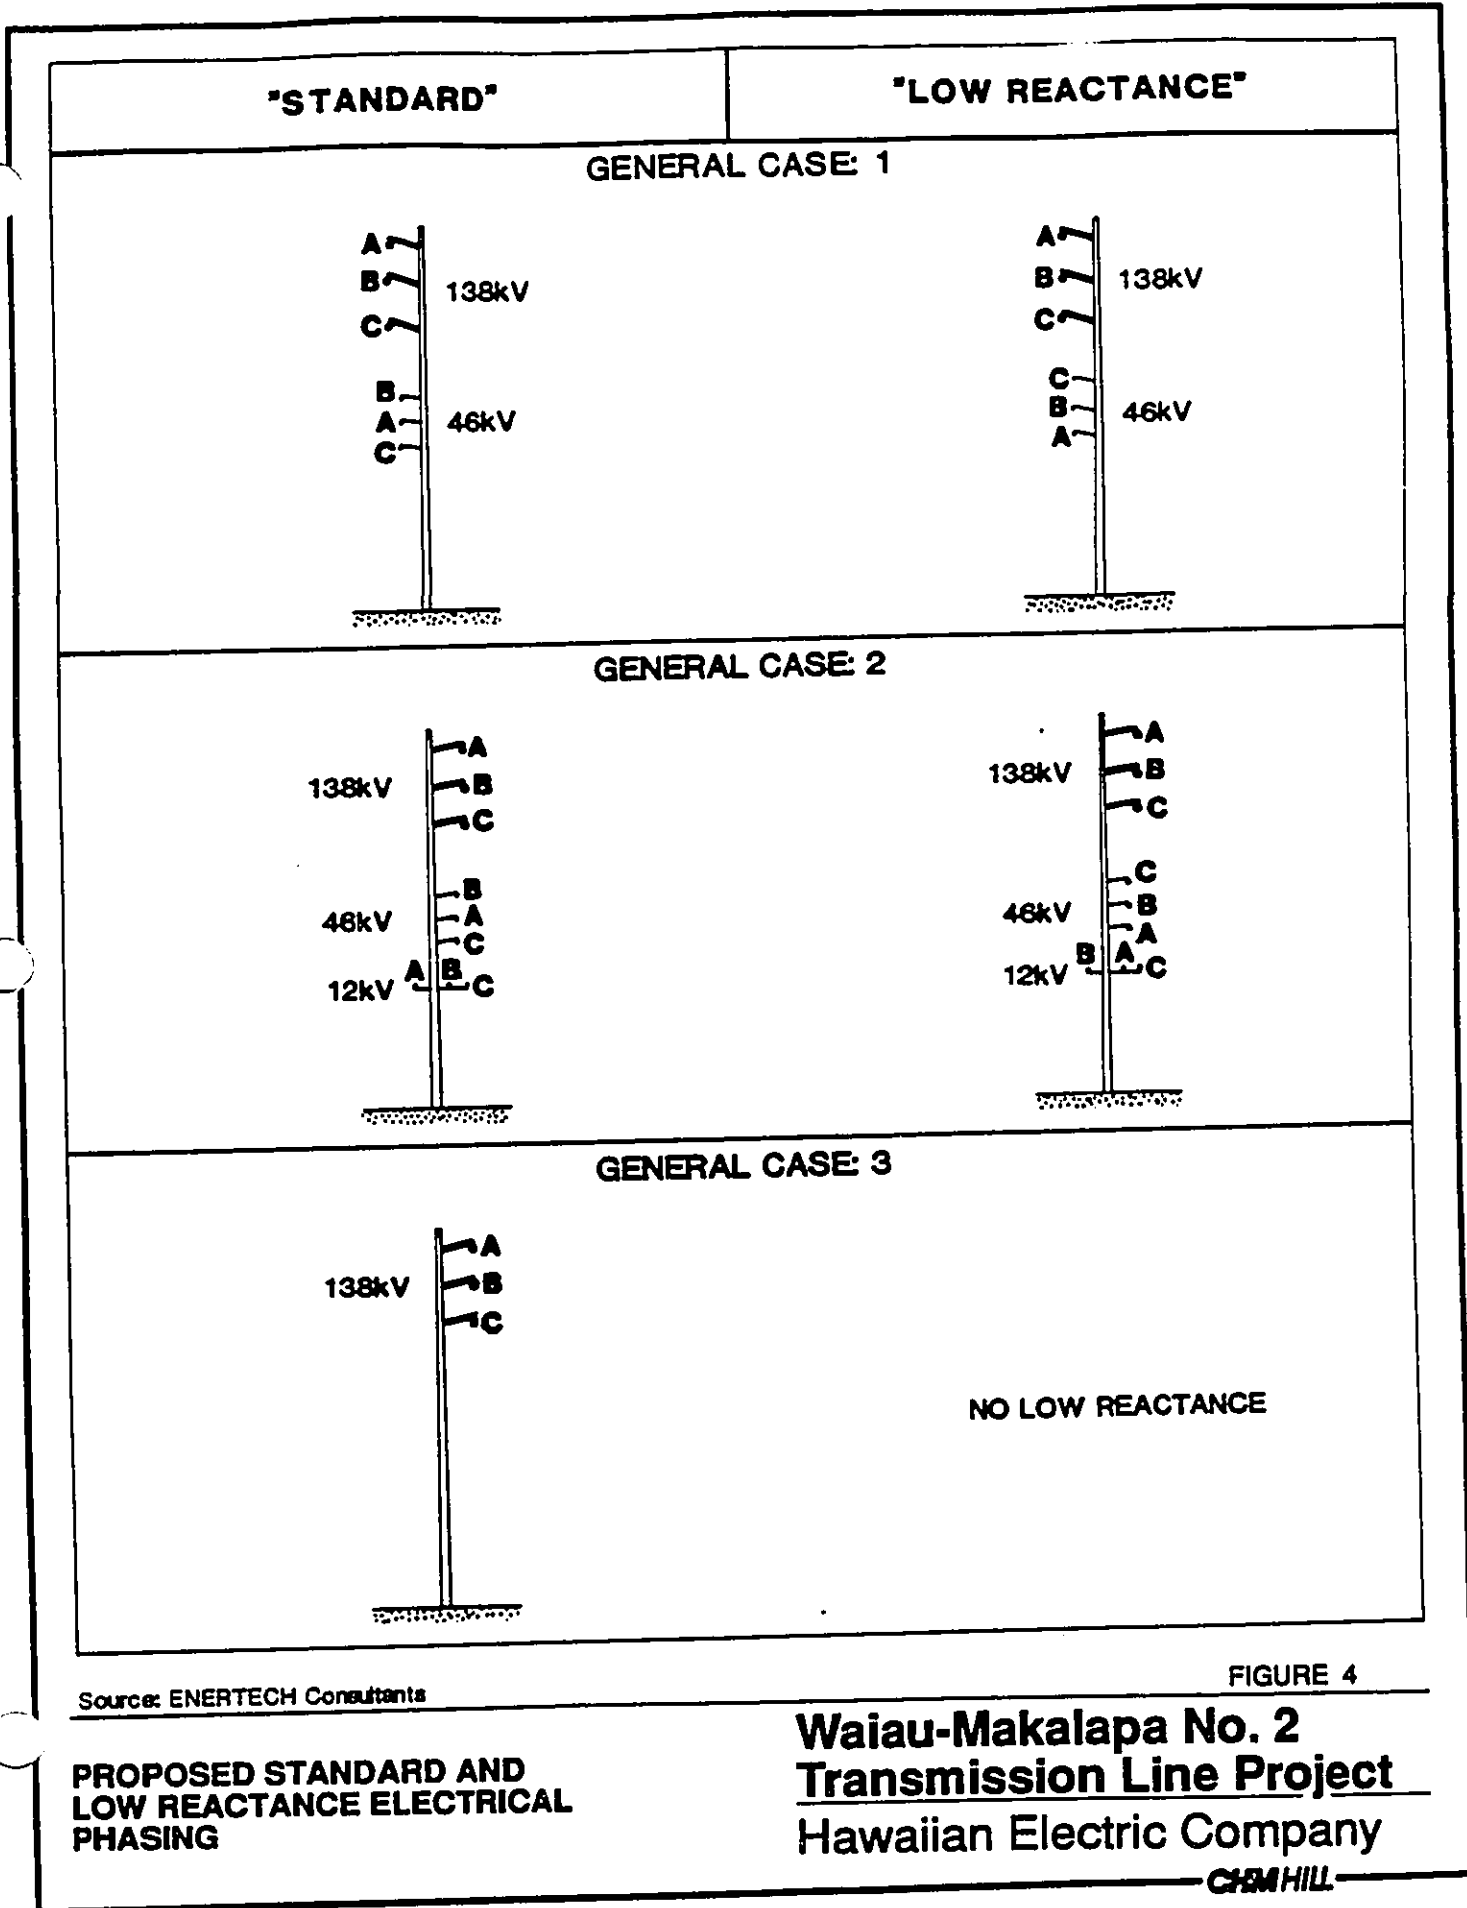 "STANDARD"
"LOW REACTANCE"
GENERAL CASE: 1
A
B
138kV
C
B
A
46kV
C
A
B
138kV
C
C
B
46kV
A
GENERAL CASE: 2
A
138kV
B
C
B
46kV
A
C
A B
12kV
C
A
138kV
B
C
C
46kV
B
A
B A
12kV
C
GENERAL CASE: 3
A
138kV
B
C
NO LOW REACTANCE
Source: ENERTECH Consultants
FIGURE 4
PROPOSED STANDARD AND
LOW REACTANCE ELECTRICAL
PHASING
Waiau-Makalapa No. 2
Transmission Line Project
Hawaiian Electric Company
CH2M HILL